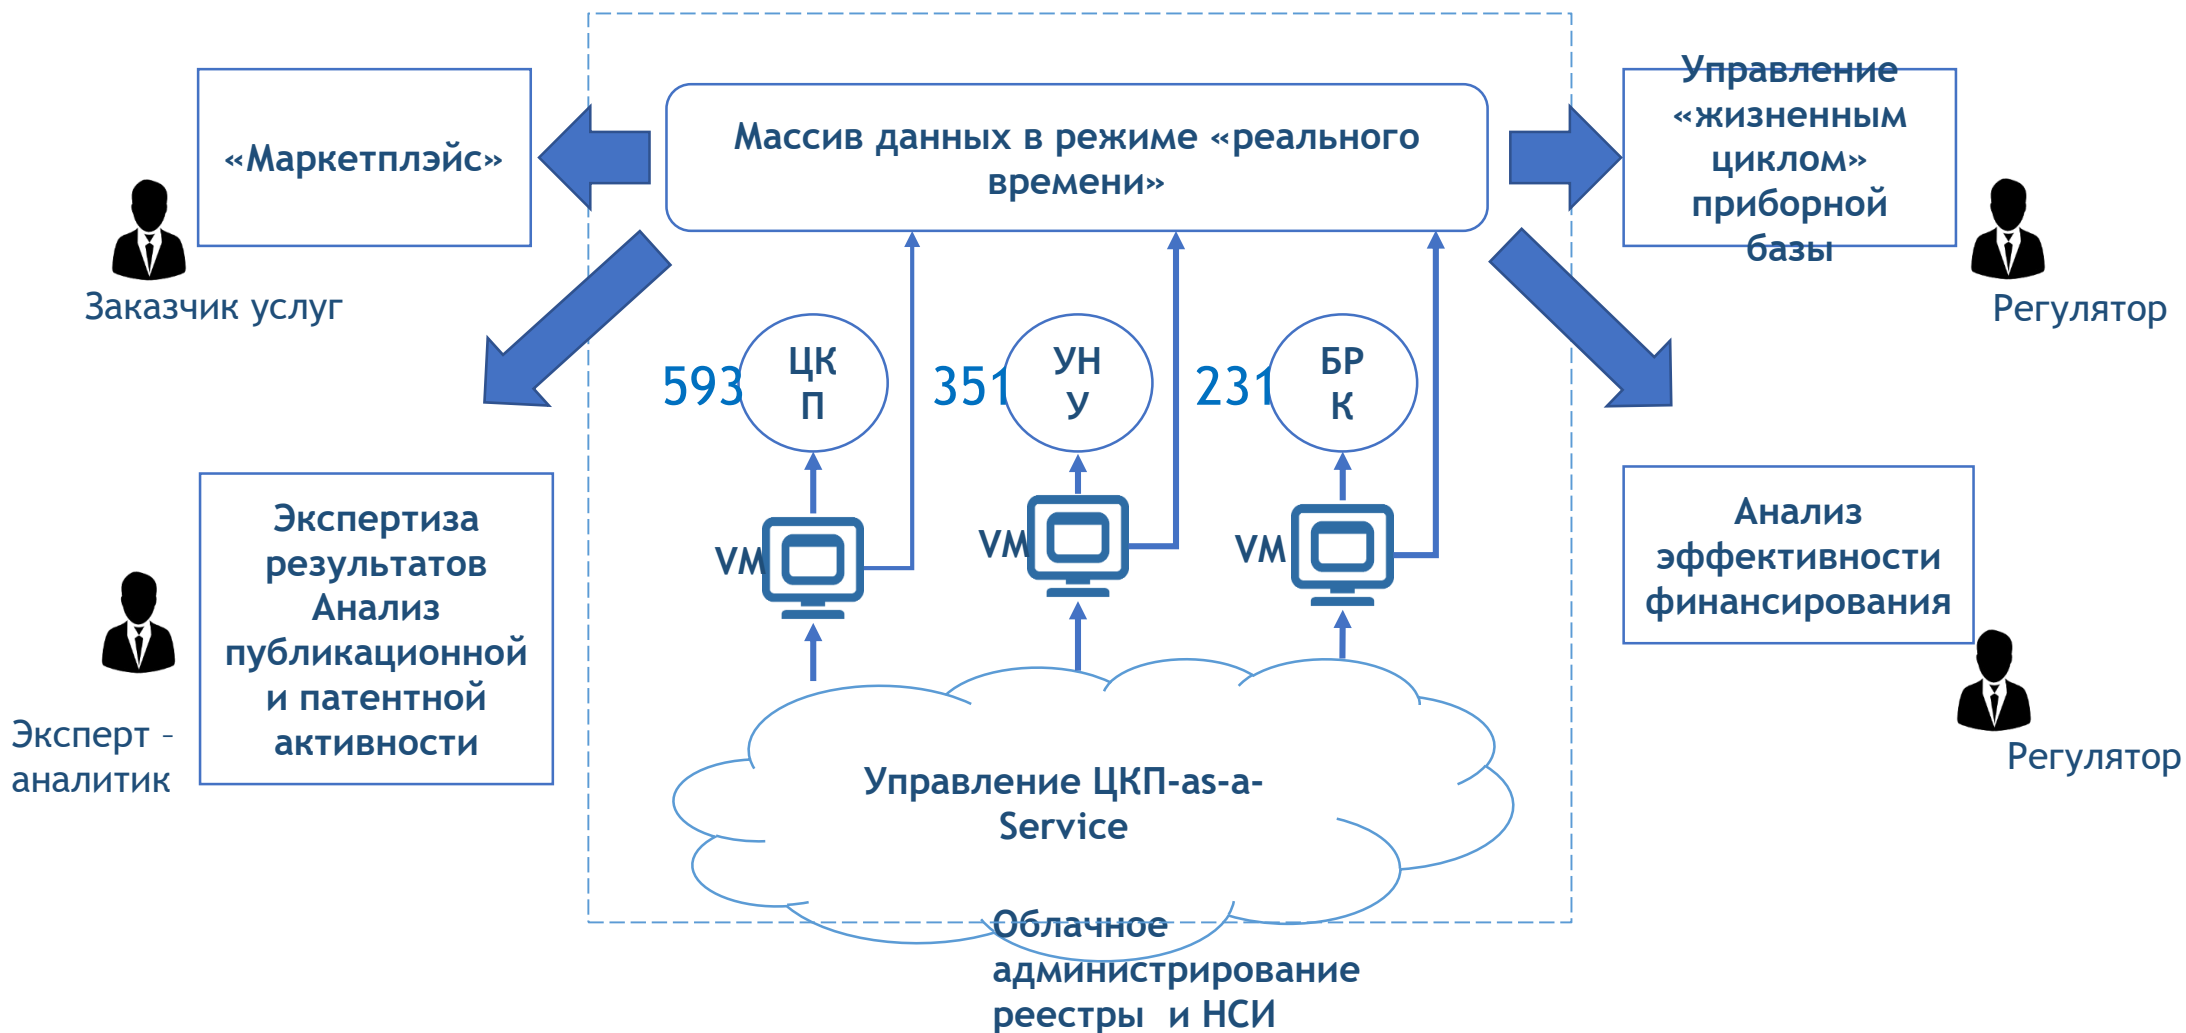 «Маркетплэйс»
Заказчик услуг
Массив данных в режиме «реального
времени»
Управление
«жизненным
циклом»
приборной
базы
Регулятор
593
ЦК
П
351
УН
У
231
БР
К
VM
VM
VM
Экспертиза
результатов
Анализ
публикационной
и патентной
активности
Эксперт –
аналитик
Анализ
эффективности
финансирования
Регулятор
Управление ЦКП-as-a-
Service
Облачное
администрирование
реестры и НСИ